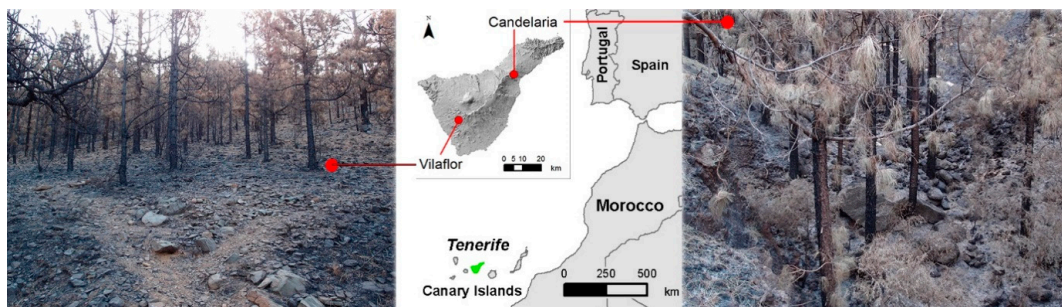 Candelaria
N
Portugal
Spain
Vilaflor
0 5 10 20
km
Morocco
Tenerife
Canary Islands
0 250 500
km